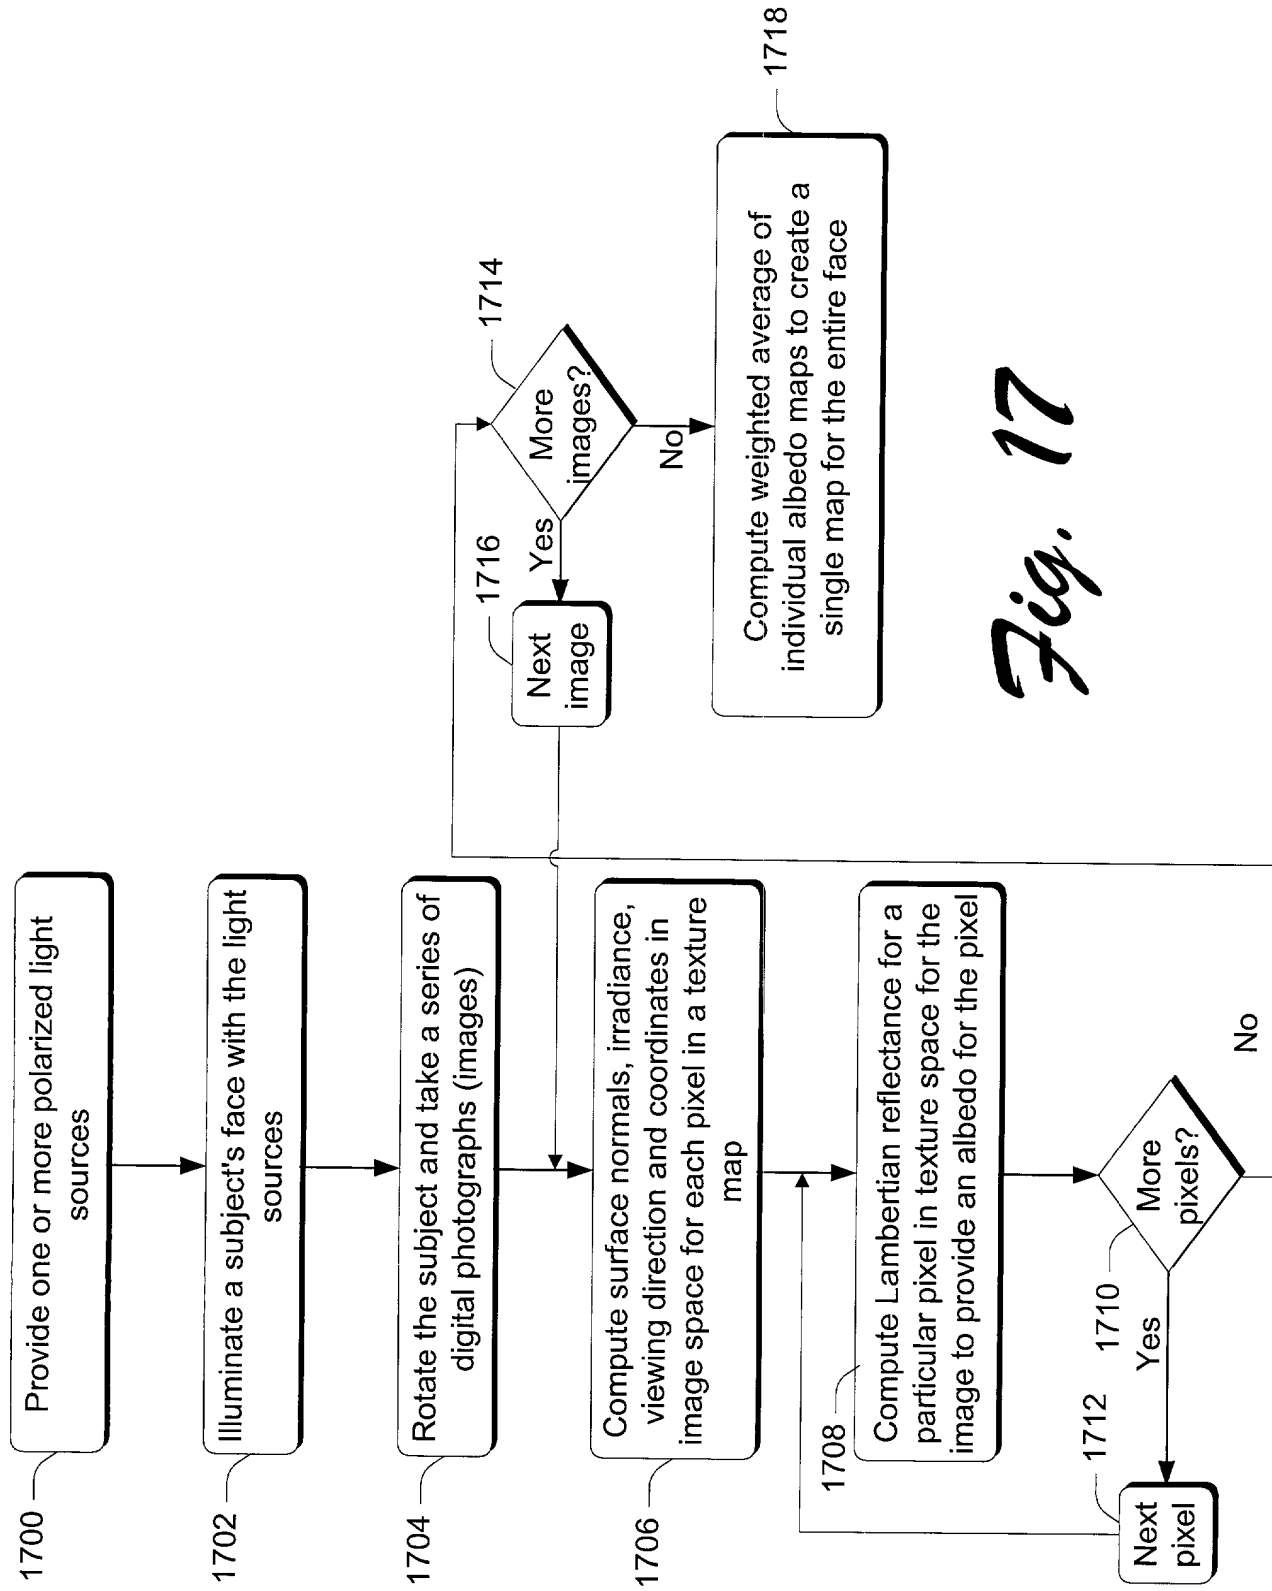 1700
Provide one or more polarized light
sources
1702
Illuminate a subject's face with the light
sources
1704
Rotate the subject and take a series of
digital photographs (images)
1706
Compute surface normals, irradiance,
viewing direction and coordinates in
image space for each pixel in a texture
map
1708
Compute Lambertian reflectance for a
particular pixel in texture space for the
image to provide an albedo for the pixel
1710
More
pixels?
Yes
No
1712
Next
pixel
1714
More
images?
Yes
No
1716
Next
image
1718
Compute weighted average of
individual albedo maps to create a
single map for the entire face
Fig. 17